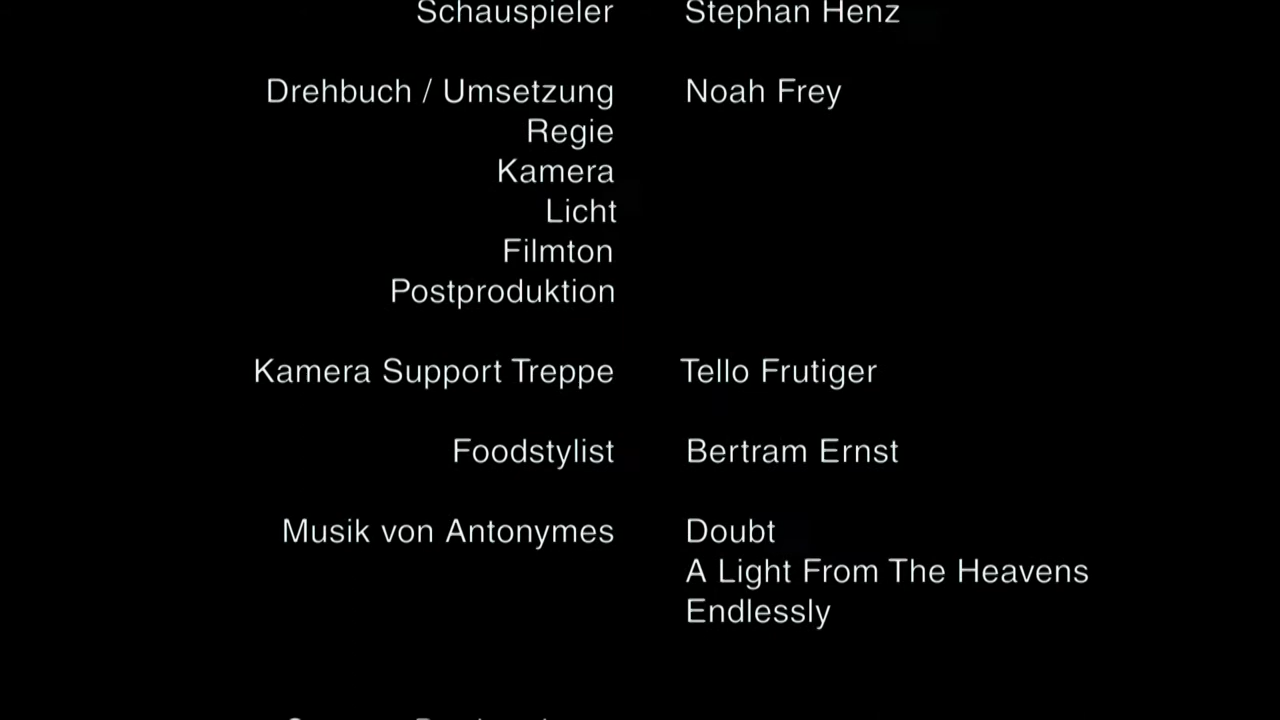 Schauspieler Stephan Henz
Drehbuch / Umsetzung Noah Frey
Regie
Kamera
Licht
Filmton
Postproduktion
Kamera Support Treppe Tello Frutiger
Foodstylist Bertram Ernst
Musik von Antonymes Doubt
A Light From The Heavens
Endlessly